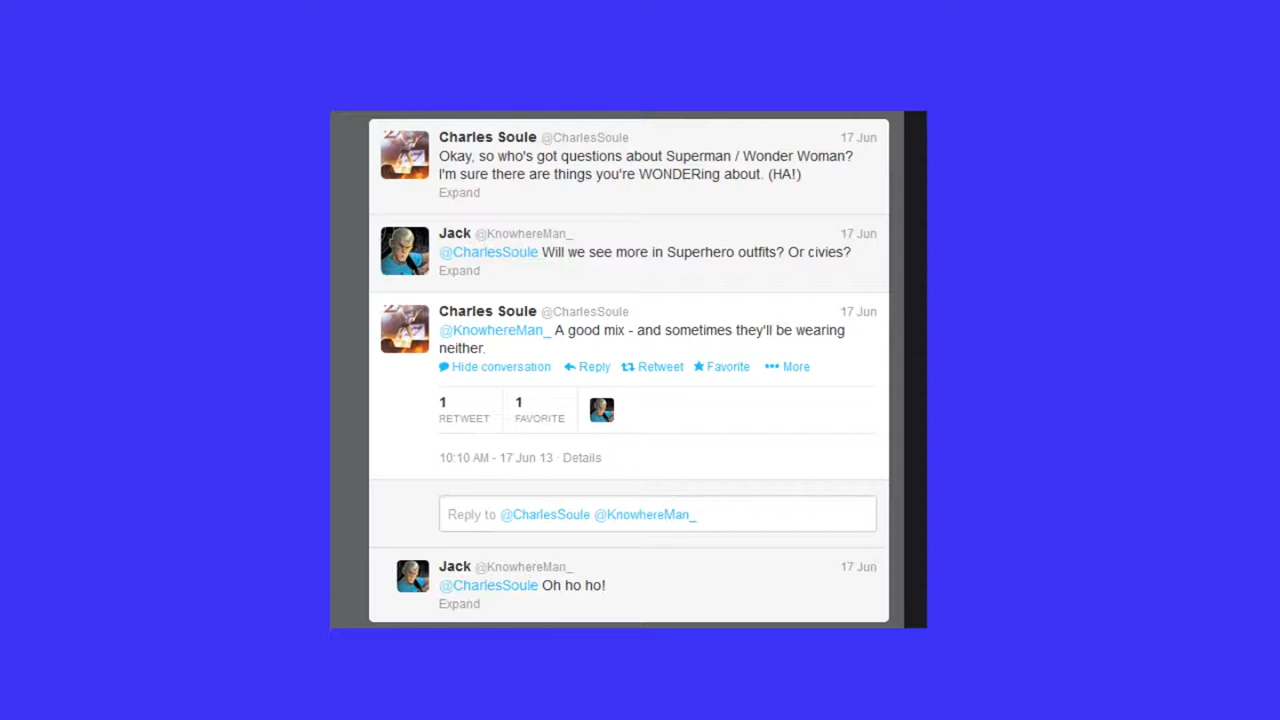 Charles Soule @CharlesSoule 17 Jun
Okay, so who's got questions about Superman / Wonder Woman?
I'm sure there are things you're WONDERing about. (HA!)
Expand
Jack @KnowhereMan_ 17 Jun
@CharlesSoule Will we see more in Superhero outfits? Or civies?
Expand
Charles Soule @CharlesSoule 17 Jun
@KnowhereMan_ A good mix - and sometimes they'll be wearing
neither.
Hide conversation Reply Retweet Favorite More
1 1
RETWEET FAVORITE
10:10 AM - 17 Jun 13 · Details
Reply to @CharlesSoule @KnowhereMan_
Jack @KnowhereMan_ 17 Jun
@CharlesSoule Oh ho ho!
Expand